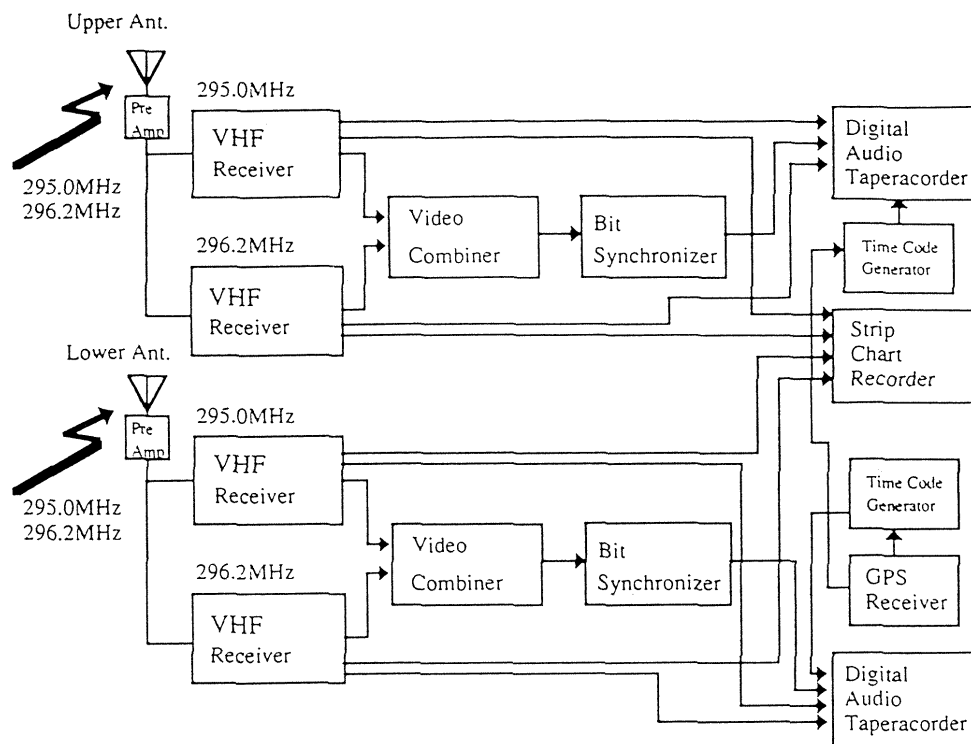 Upper Ant.
Pre
Amp
295.0MHz
296.2MHz
295.0MHz
VHF
Receiver
296.2MHz
VHF
Receiver
Video
Combiner
Bit
Synchronizer
Digital
Audio
Taperacorder
Time Code
Generator
Strip
Chart
Recorder
Lower Ant.
Pre
Amp
295.0MHz
296.2MHz
295.0MHz
VHF
Receiver
296.2MHz
VHF
Receiver
Video
Combiner
Bit
Synchronizer
Time Code
Generator
GPS
Receiver
Digital
Audio
Taperacorder